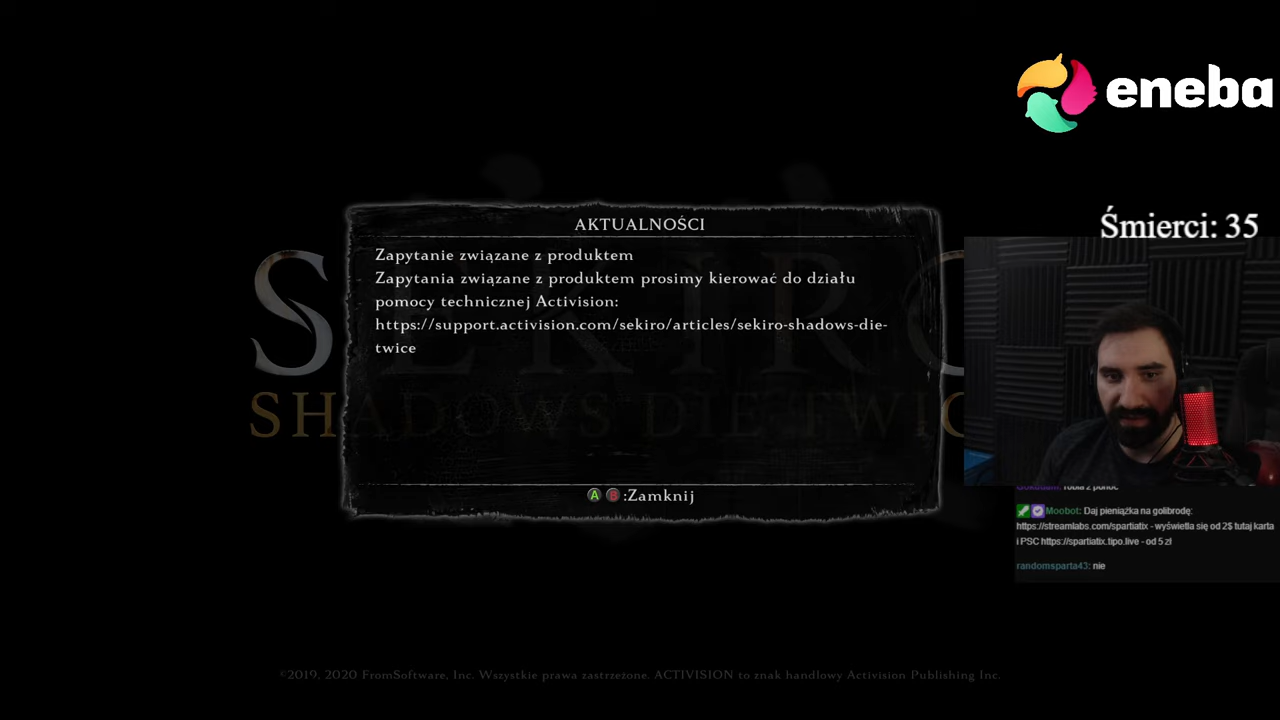 eneba
Śmierci: 35
AKTUALNOŚCI
Zapytanie związane z produktem
Zapytania związane z produktem prosimy kierować do działu
pomocy technicznej Activision:
https://support.activision.com/sekiro/articles/sekiro-shadows-die-
twice
SEKIRO
SHADOWS DIE TWIC
A B :Zamknij
Moobot: Daj pieniążka na golibrodę:
https://streamlabs.com/spartiatix - wyświetla się od 2$ tutaj karta
i PSC https://spartiatix.tipo.live - od 5 zł
randomsparta43: nie
©2019, 2020 FromSoftware, Inc. Wszystkie prawa zastrzeżone. ACTIVISION to znak handlowy Activision Publishing Inc.